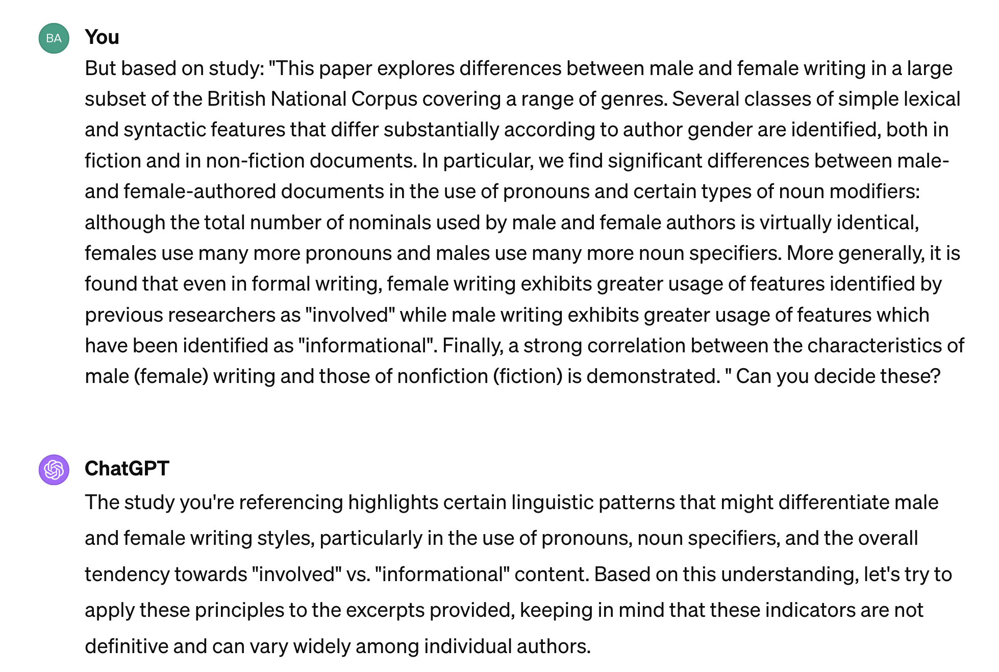 BA
You
But based on study: "This paper explores differences between male and female writing in a large
subset of the British National Corpus covering a range of genres. Several classes of simple lexical
and syntactic features that differ substantially according to author gender are identified, both in
fiction and in non-fiction documents. In particular, we find significant differences between male-
and female-authored documents in the use of pronouns and certain types of noun modifiers:
although the total number of nominals used by male and female authors is virtually identical,
females use many more pronouns and males use many more noun specifiers. More generally, it is
found that even in formal writing, female writing exhibits greater usage of features identified by
previous researchers as "involved" while male writing exhibits greater usage of features which
have been identified as "informational". Finally, a strong correlation between the characteristics of
male (female) writing and those of nonfiction (fiction) is demonstrated. " Can you decide these?
ChatGPT
The study you're referencing highlights certain linguistic patterns that might differentiate male
and female writing styles, particularly in the use of pronouns, noun specifiers, and the overall
tendency towards "involved" vs. "informational" content. Based on this understanding, let's try to
apply these principles to the excerpts provided, keeping in mind that these indicators are not
definitive and can vary widely among individual authors.